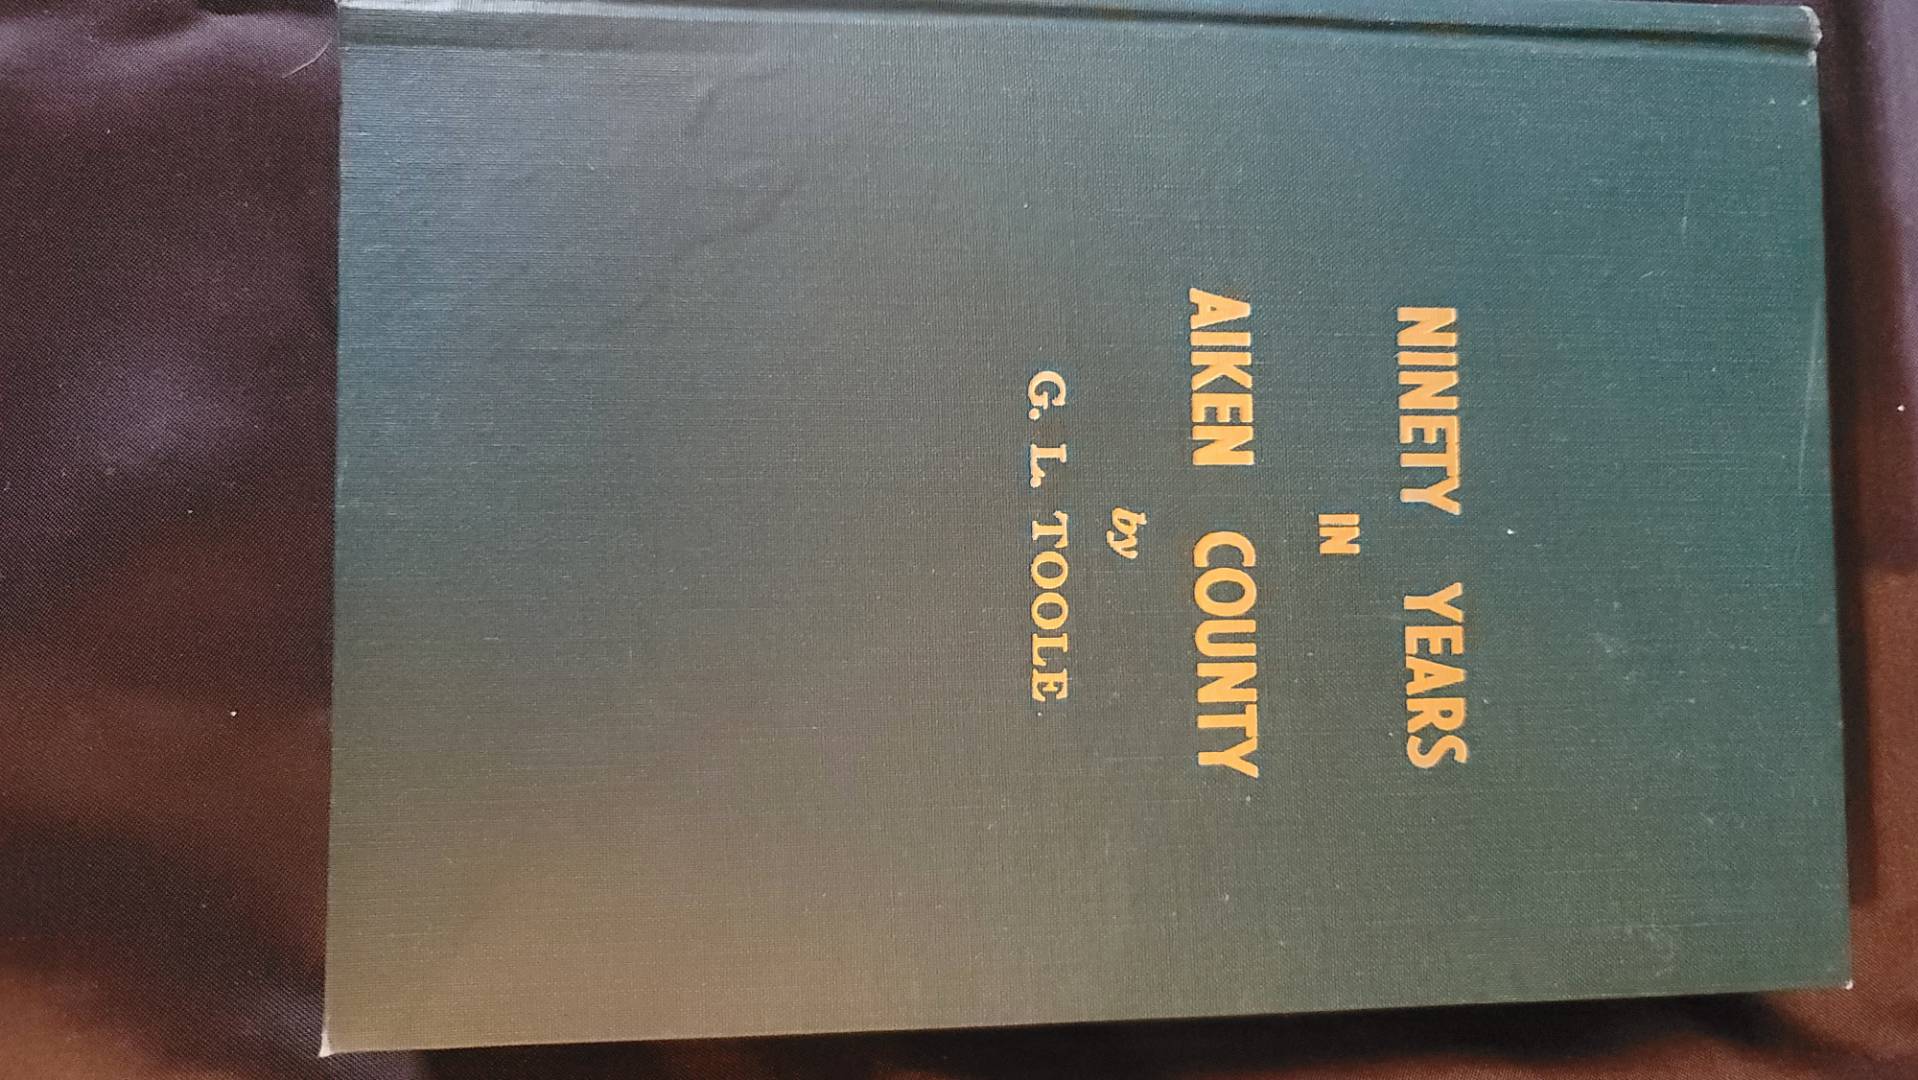 NINETY YEARS
IN
AIKEN COUNTY
by
G. L. TOOLE